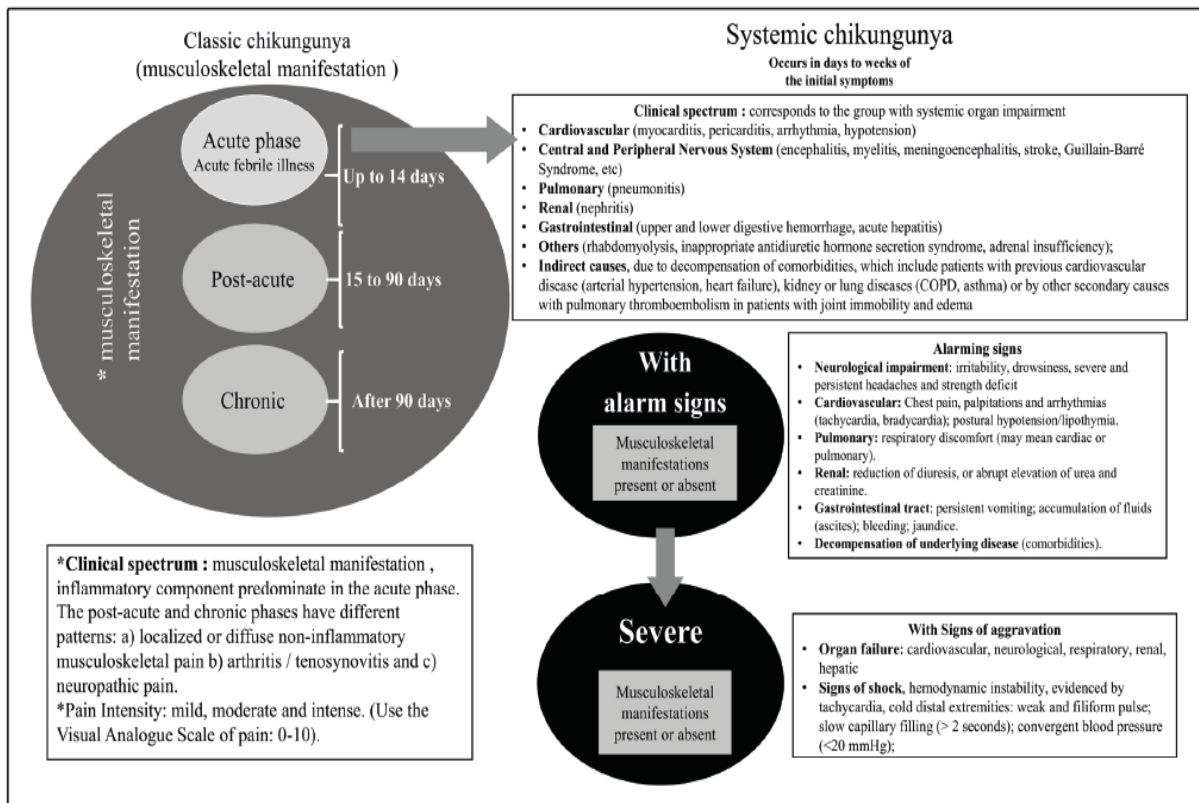 Classic chikungunya
(musculoskeletal manifestation )
* musculoskeletal
manifestation
Acute phase
Acute febrile illness
Up to 14 days
Post-acute
15 to 90 days
Chronic
After 90 days
*Clinical spectrum : musculoskeletal manifestation ,
inflammatory component predominate in the acute phase.
The post-acute and chronic phases have different
patterns: a) localized or diffuse non-inflammatory
musculoskeletal pain b) arthritis / tenosynovitis and c)
neuropathic pain.
*Pain Intensity: mild, moderate and intense. (Use the
Visual Analogue Scale of pain: 0-10).
Systemic chikungunya
Occurs in days to weeks of
the initial symptoms
Clinical spectrum : corresponds to the group with systemic organ impairment
• Cardiovascular (myocarditis, pericarditis, arrhythmia, hypotension)
• Central and Peripheral Nervous System (encephalitis, myelitis, meningoencephalitis, stroke, Guillain-Barré
Syndrome, etc)
• Pulmonary (pneumonitis)
• Renal (nephritis)
• Gastrointestinal (upper and lower digestive hemorrhage, acute hepatitis)
• Others (rhabdomyolysis, inappropriate antidiuretic hormone secretion syndrome, adrenal insufficiency);
• Indirect causes, due to decompensation of comorbidities, which include patients with previous cardiovascular
disease (arterial hypertension, heart failure), kidney or lung diseases (COPD, asthma) or by other secondary causes
with pulmonary thromboembolism in patients with joint immobility and edema
With
alarm signs
Musculoskeletal
manifestations
present or absent
Alarming signs
• Neurological impairment: irritability, drowsiness, severe and
persistent headaches and strength deficit
• Cardiovascular: Chest pain, palpitations and arrhythmias
(tachycardia, bradycardia); postural hypotension/lipothymia.
• Pulmonary: respiratory discomfort (may mean cardiac or
pulmonary).
• Renal: reduction of diuresis, or abrupt elevation of urea and
creatinine.
• Gastrointestinal tract: persistent vomiting; accumulation of fluids
(ascites); bleeding; jaundice.
• Decompensation of underlying disease (comorbidities).
Severe
Musculoskeletal
manifestations
present or absent
With Signs of aggravation
• Organ failure: cardiovascular, neurological, respiratory, renal,
hepatic
• Signs of shock, hemodynamic instability, evidenced by
tachycardia, cold distal extremities: weak and filiform pulse;
slow capillary filling (> 2 seconds); convergent blood pressure
(<20 mmHg);